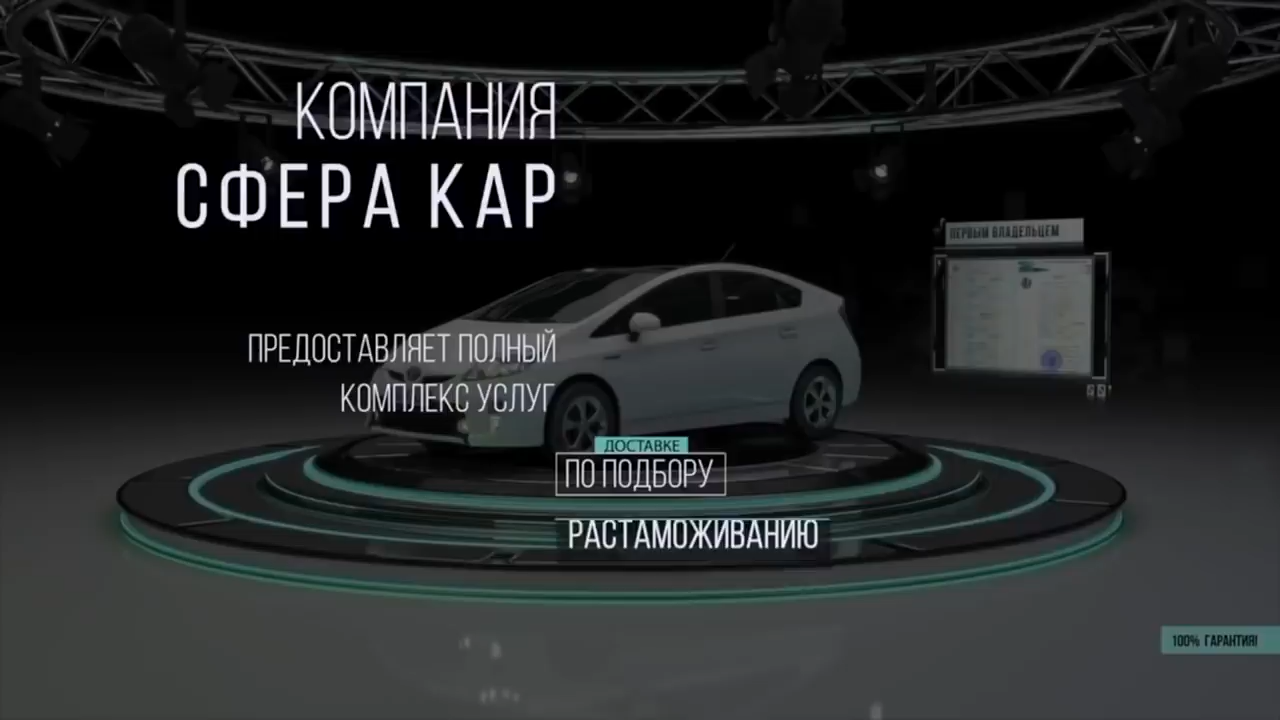 КОМПАНИЯ
СФЕРА КАР
ПЕРВЫМ ВЛАДЕЛЬЦЕМ
ПРЕДОСТАВЛЯЕТ ПОЛНЫЙ
КОМПЛЕКС УСЛУГ
ДОСТАВКЕ
ПО ПОДБОРУ
РАСТАМОЖИВАНИЮ
100% ГАРАНТИЯ!